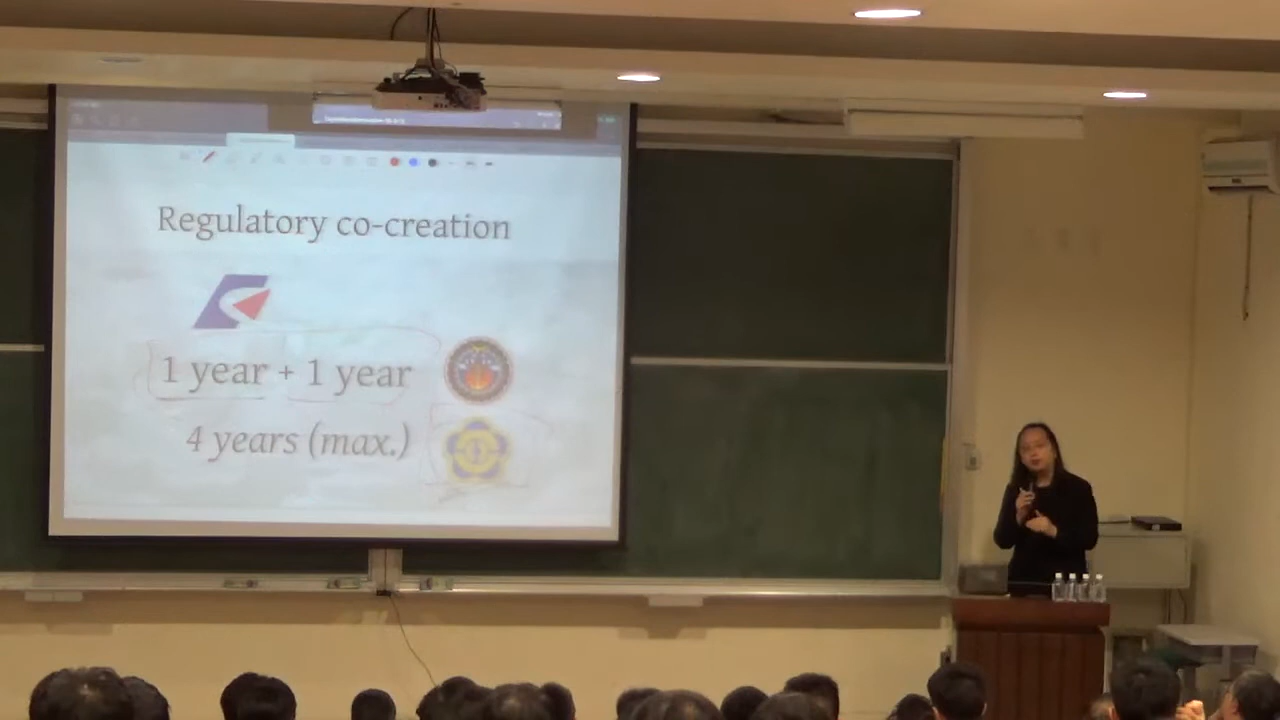 Regulatory co-creation
1 year + 1 year
4 years (max.)